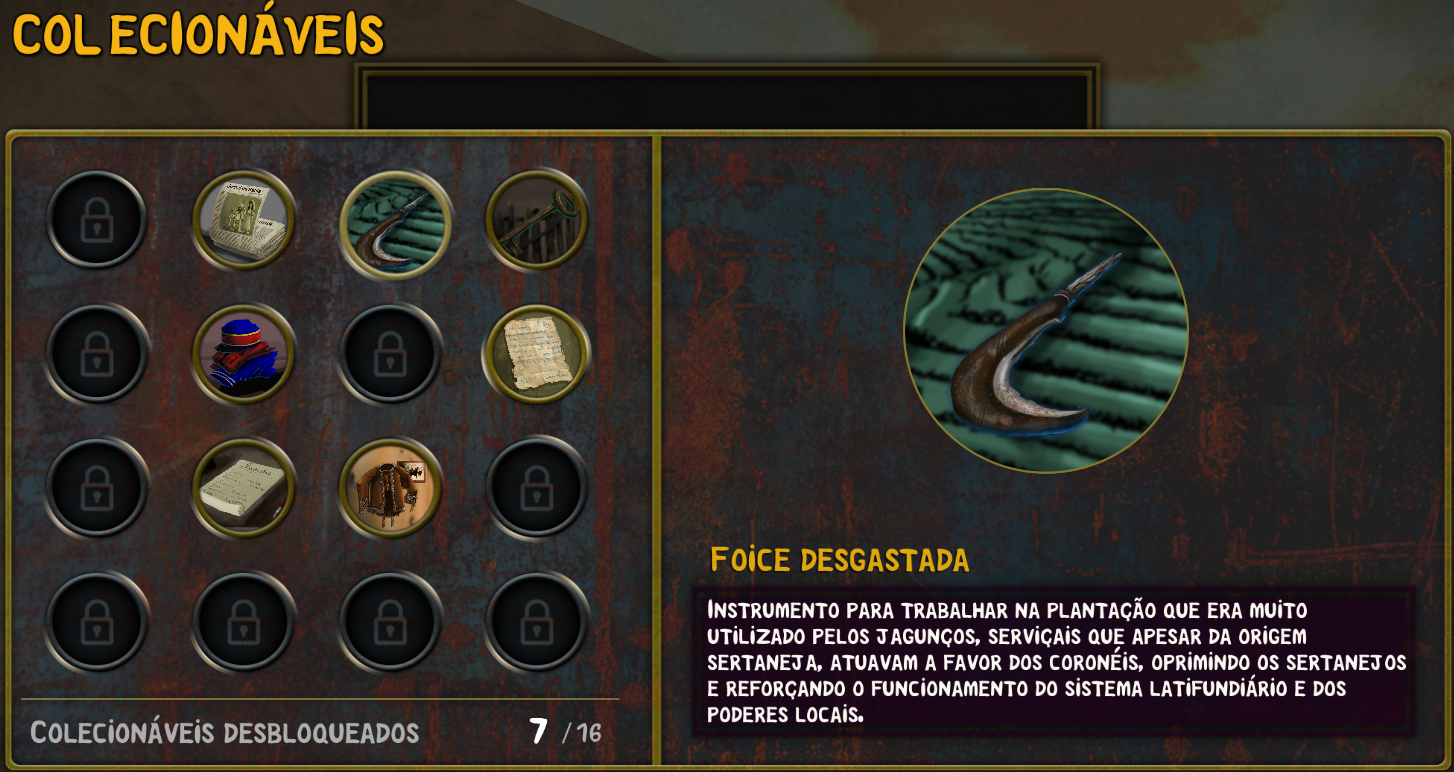 COLECIONÁVEIS
FOICE DESGASTADA
INSTRUMENTO PARA TRABALHAR NA PLANTAÇÃO QUE ERA MUITO
UTILIZADO PELOS JAGUNÇOS, SERVIÇAIS QUE APESAR DA ORIGEM
SERTANEJA, ATUAVAM A FAVOR DOS CORONÉIS, OPRIMINDO OS SERTANEJOS
E REFORÇANDO O FUNCIONAMENTO DO SISTEMA LATIFUNDIÁRIO E DOS
PODERES LOCAIS.
COLECIONÁVEIS DESBLOQUEADOS 7 / 16